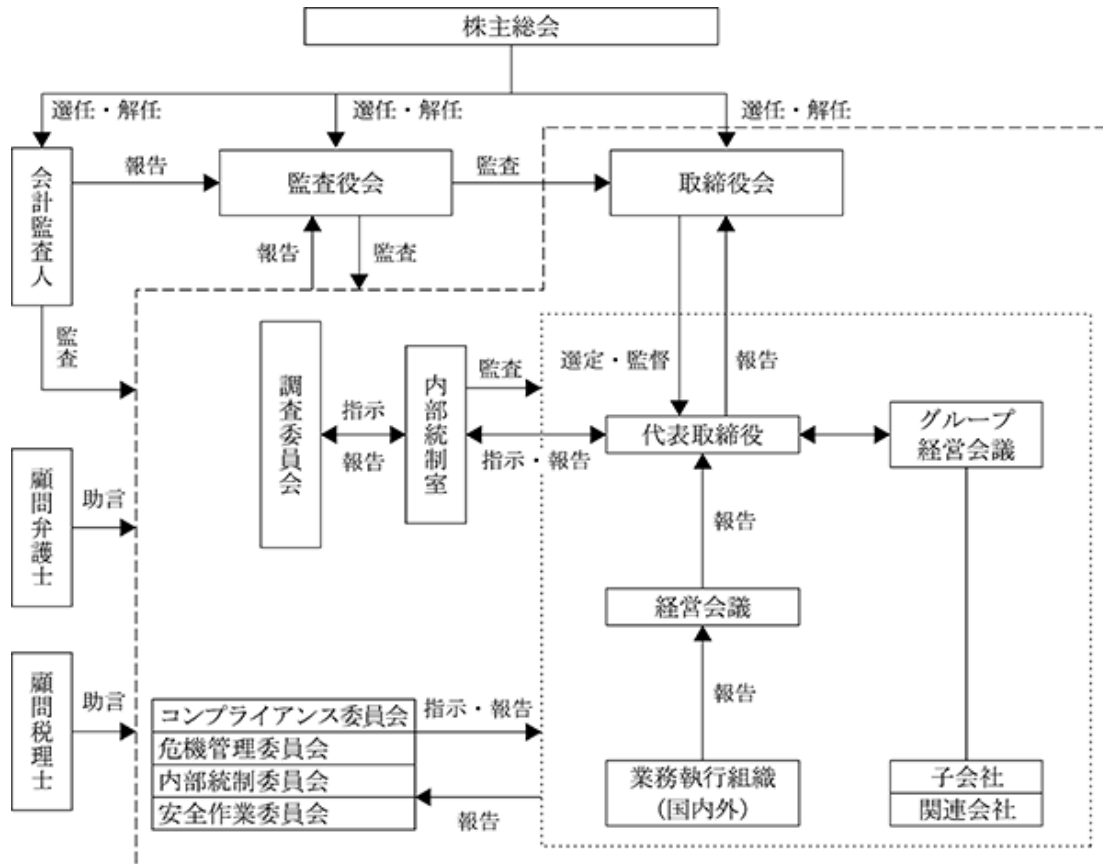 株主総会
選任・解任
選任・解任
選任・解任
会計監査人
報告
監査役会
監査
取締役会
報告
監査
監査
選定・監督
報告
調査委員会
指示
報告
内部統制室
監査
指示・報告
代表取締役
グループ
経営会議
顧問弁護士
助言
報告
経営会議
報告
顧問税理士
助言
コンプライアンス委員会
危機管理委員会
内部統制委員会
安全作業委員会
指示・報告
報告
業務執行組織
(国内外)
子会社
関連会社